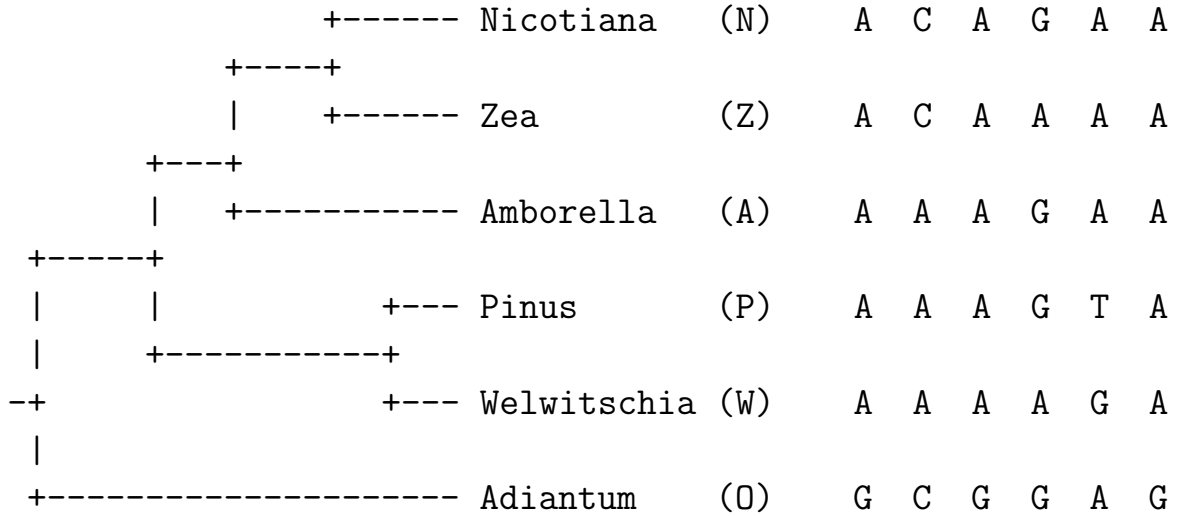 Nicotiana (N) A C A G A A
Zea (Z) A C A A A A
Amborella (A) A A A G A A
Pinus (P) A A A G T A
Welwitschia (W) A A A A G A
Adiantum (O) G C G G A G